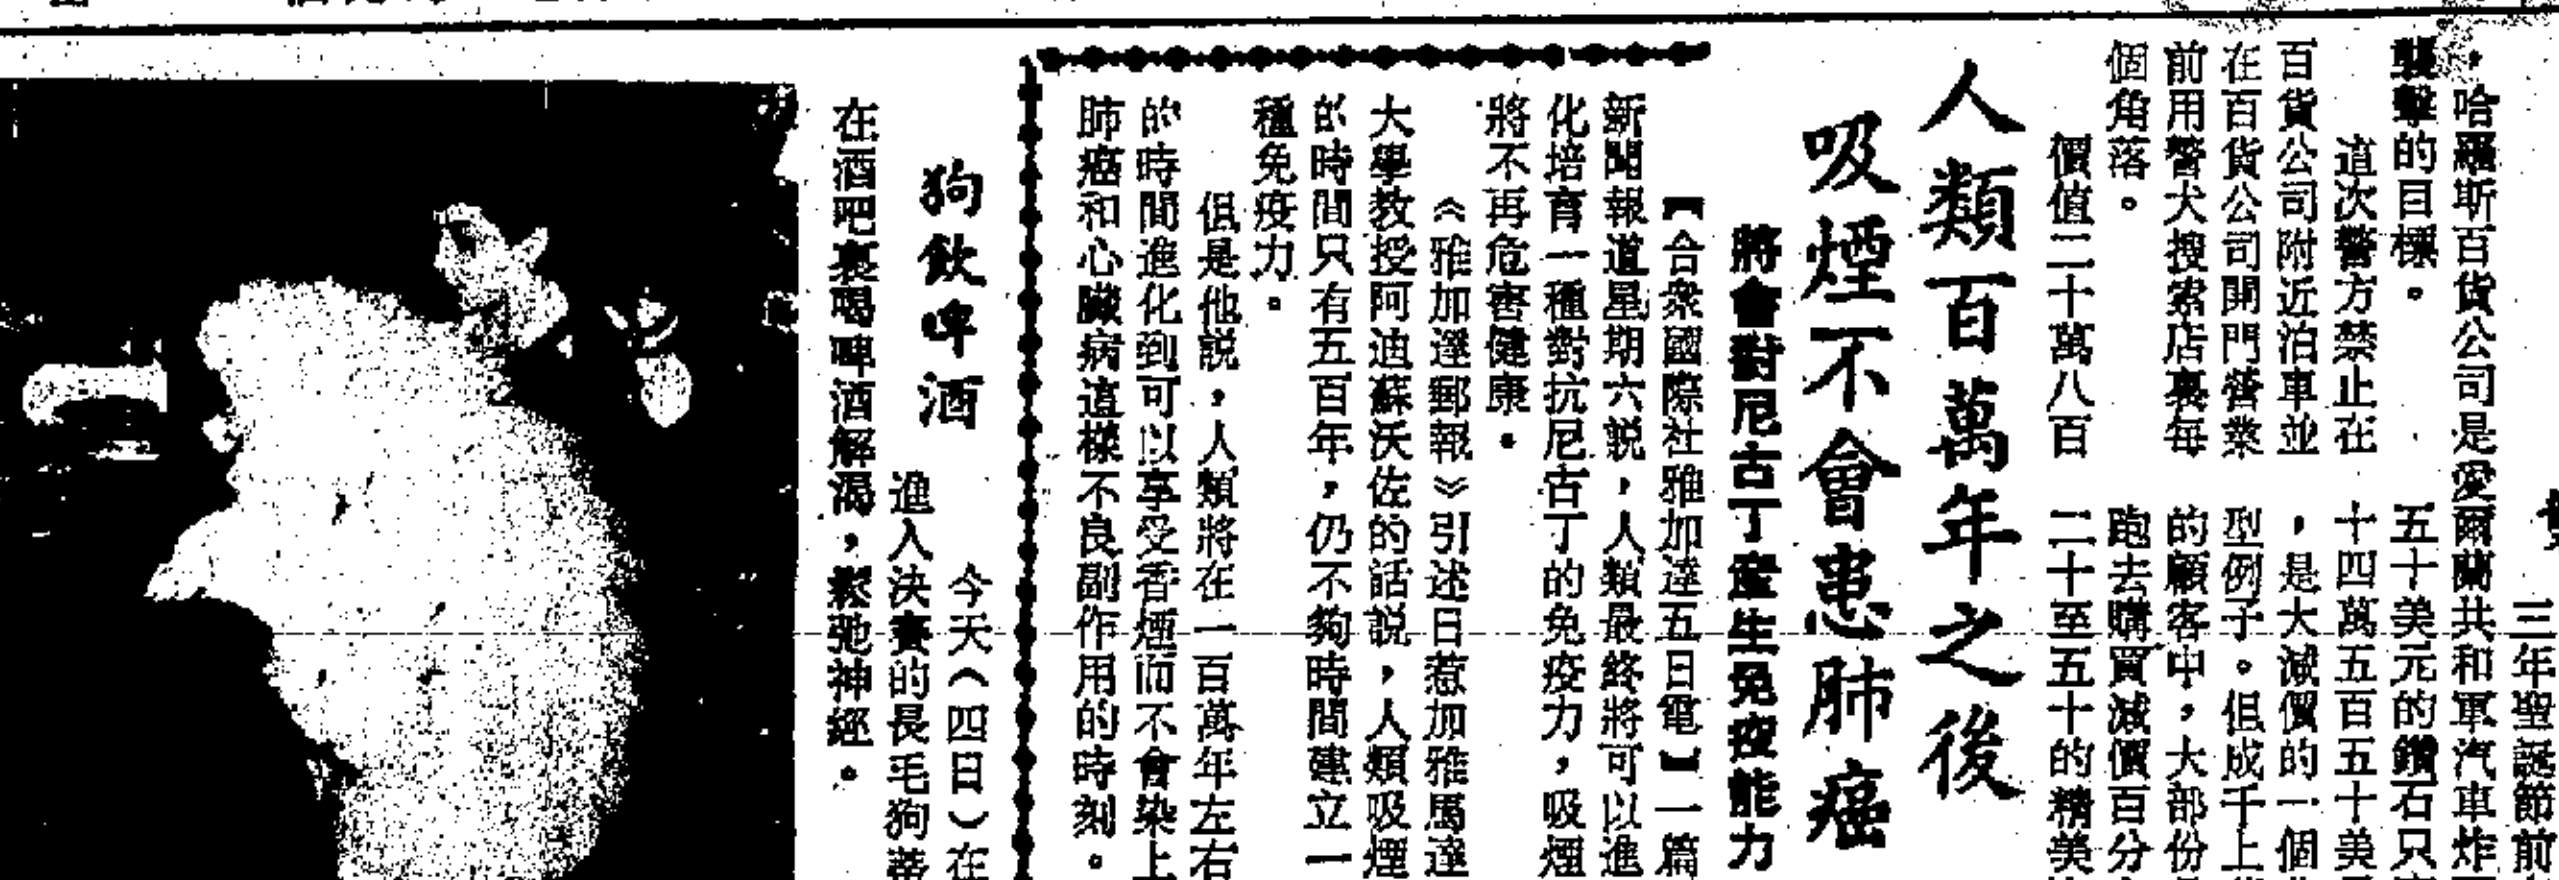 ，哈羅斯百貨公司是愛爾蘭共和軍汽車炸
襲擊的目標。
這次警方禁止在
百貨公司附近泊車並
在百貨公司開門營業
前用警犬搜索店裏每
個角落。
價值二十萬八百
三年聖誕節前
五十美元的鑽石只
十四萬五百五十美
，是大減價的一個
型例子。但成千上
的顧客中，大部份
跑去購買減價百分
二十至五十的精美
人類百萬年之後
吸煙不會患肺癌
將會對尼古丁產生免疫能力
【合衆國際社雅加達五日電】一篇
新聞報道星期六說，人類最終將可以進
化培育一種對抗尼古丁的免疫力，吸煙
將不再危害健康。
《雅加達郵報》引述日惹加雅馬達
大學教授阿迪蘇沃佐的話說，人類吸煙
的時間只有五百年，仍不夠時間建立一
種免疫力。
但是他說，人類將在一百萬年左右
的時間進化到可以享受香煙而不會染上
肺癌和心臟病這樣不良副作用的時刻。
狗飲啤酒
今天（四日）在
進入決賽的長毛狗蒂
在酒吧裏喝啤酒解渴，鬆弛神經。